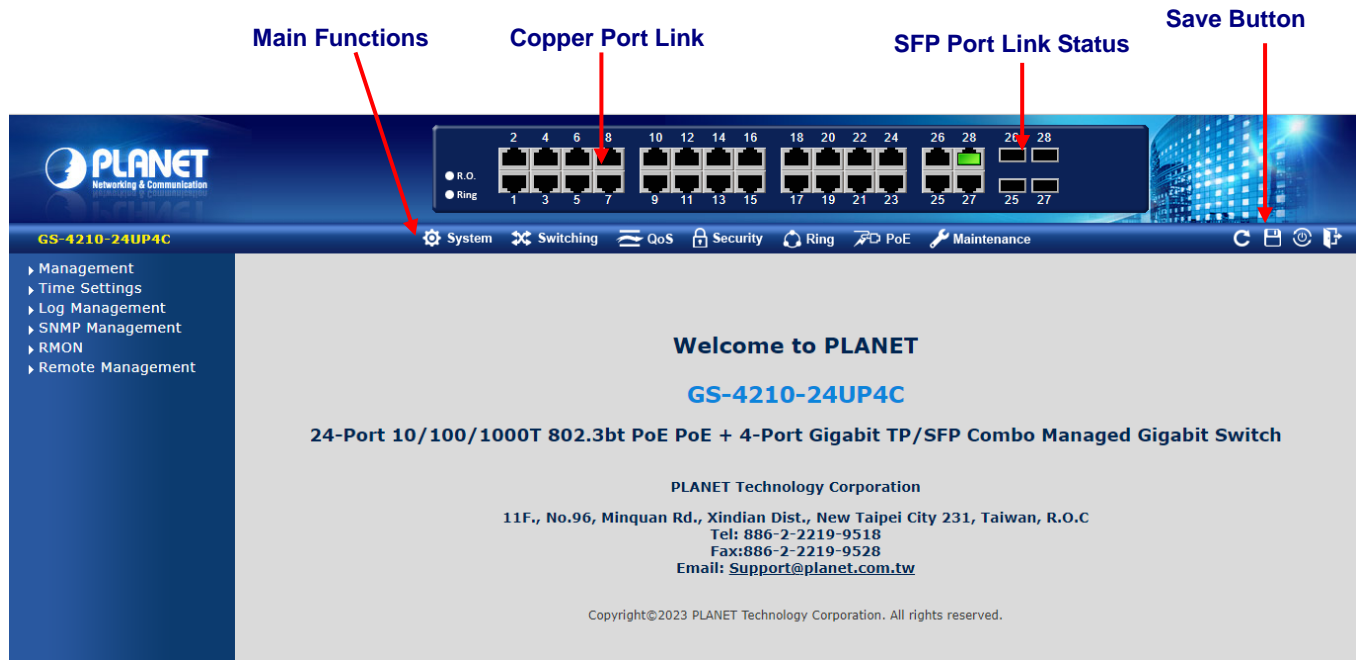 Save Button
Main Functions
Copper Port Link
SFP Port Link Status
2 4 6 8 10 12 14 16 18 20 22 24 26 28 26 28
PLANET
Networking & Communication
R.O.
Ring
1 3 5 7 9 11 13 15 17 19 21 23 25 27 25 27
GS-4210-24UP4C
System Switching QoS Security Ring PoE Maintenance
Management
Time Settings
Log Management
SNMP Management
RMON
Remote Management
Welcome to PLANET
GS-4210-24UP4C
24-Port 10/100/1000T 802.3bt PoE PoE + 4-Port Gigabit TP/SFP Combo Managed Gigabit Switch
PLANET Technology Corporation
11F., No.96, Minquan Rd., Xindian Dist., New Taipei City 231, Taiwan, R.O.C
Tel: 886-2-2219-9518
Fax:886-2-2219-9528
Email: Support@planet.com.tw
Copyright©2023 PLANET Technology Corporation. All rights reserved.